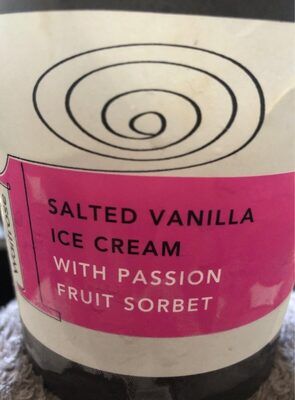 SALTED VANILLA
ICE CREAM
WITH PASSION
FRUIT SORBET